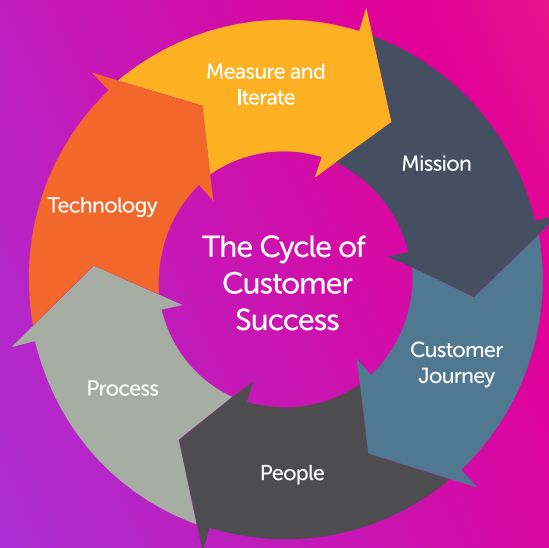 Measure and
Iterate
Mission
Customer
Journey
People
Process
Technology
The Cycle of
Customer
Success